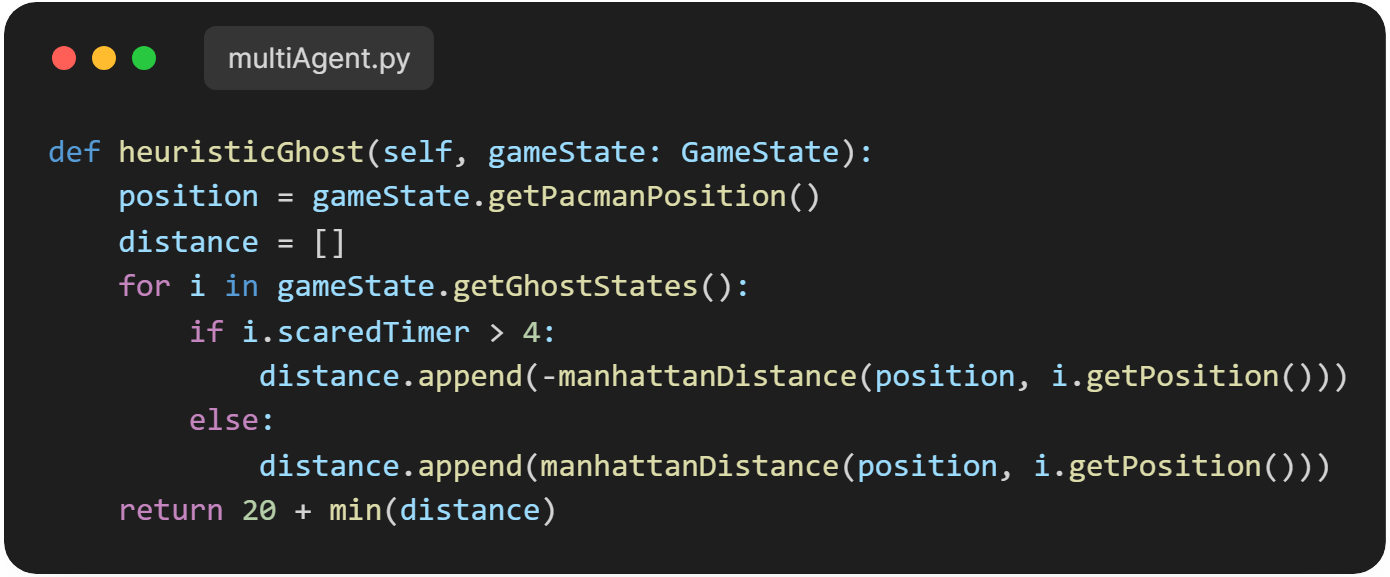 multiAgent.py
def heuristicGhost(self, gameState: GameState):
    position = gameState.getPacmanPosition()
    distance = []
    for i in gameState.getGhostStates():
        if i.scaredTimer > 4:
            distance.append(-manhattanDistance(position, i.getPosition()))
        else:
            distance.append(manhattanDistance(position, i.getPosition()))
    return 20 + min(distance)